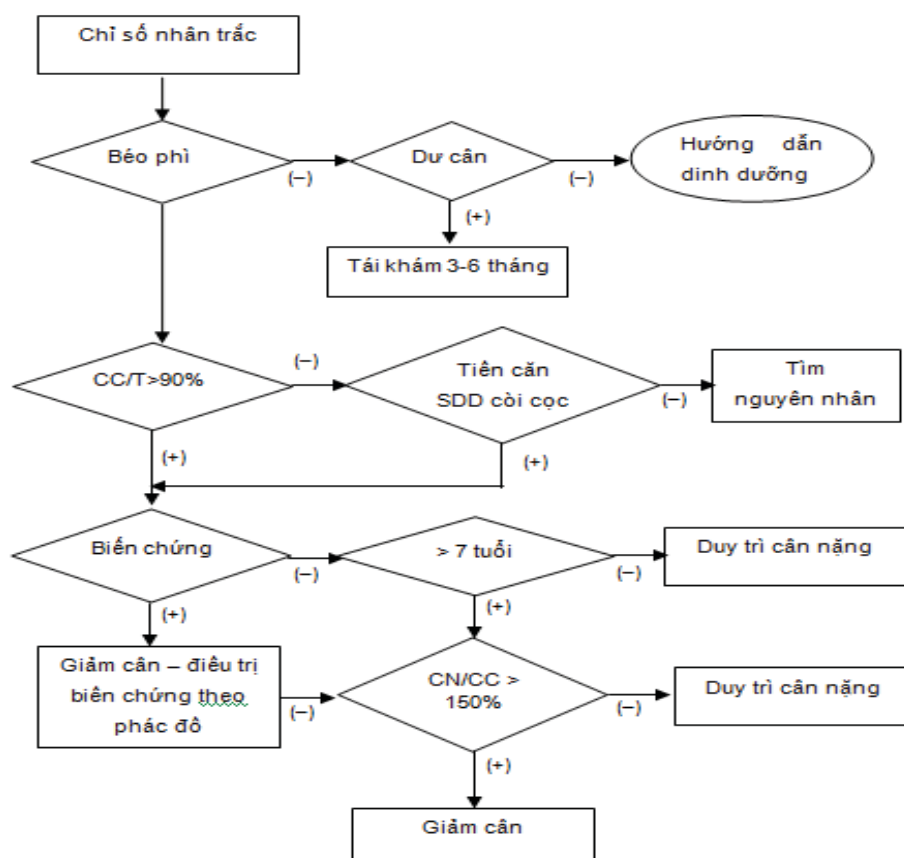 Chỉ số nhân trắc
Béo phì
(–)
Dư cân
(–)
Hướng dẫn
dinh dưỡng
(+)
Tái khám 3-6 tháng
CC/T>90%
(–)
Tiền căn
SDD còi cọc
(–)
Tìm
nguyên nhân
(+)
(+)
Biến chứng
(–)
> 7 tuổi
(–)
Duy trì cân nặng
(+)
(+)
Giảm cân – điều trị
biên chứng theo
phác đồ
(–)
CN/CC >
150%
(–)
Duy trì cân nặng
(+)
Giảm cân